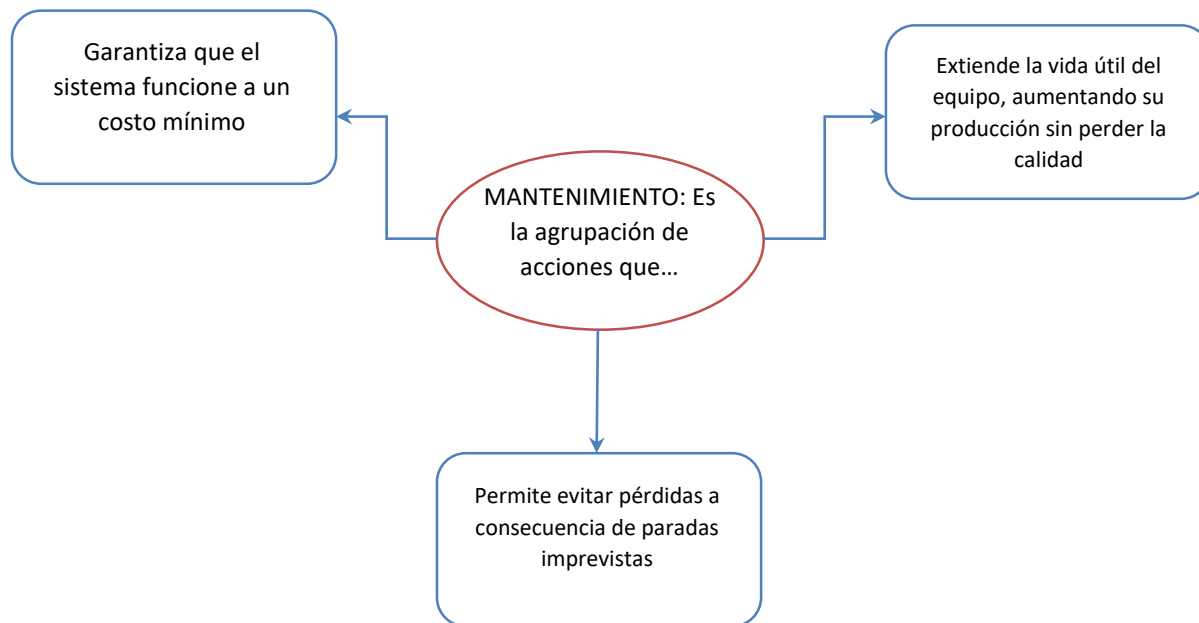 Garantiza que el
sistema funcione a un
costo mínimo
Extiende la vida útil del
equipo, aumentando su
producción sin perder la
calidad
MANTENIMIENTO: Es
la agrupación de
acciones que…
Permite evitar pérdidas a
consecuencia de paradas
imprevistas